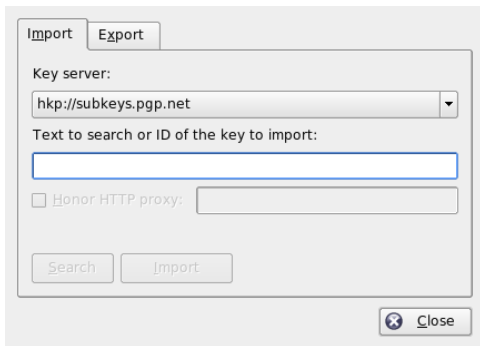 Import Export
Key server:
hkp://subkeys.pgp.net
Text to search or ID of the key to import:
Honor HTTP proxy:
Search Import
Close